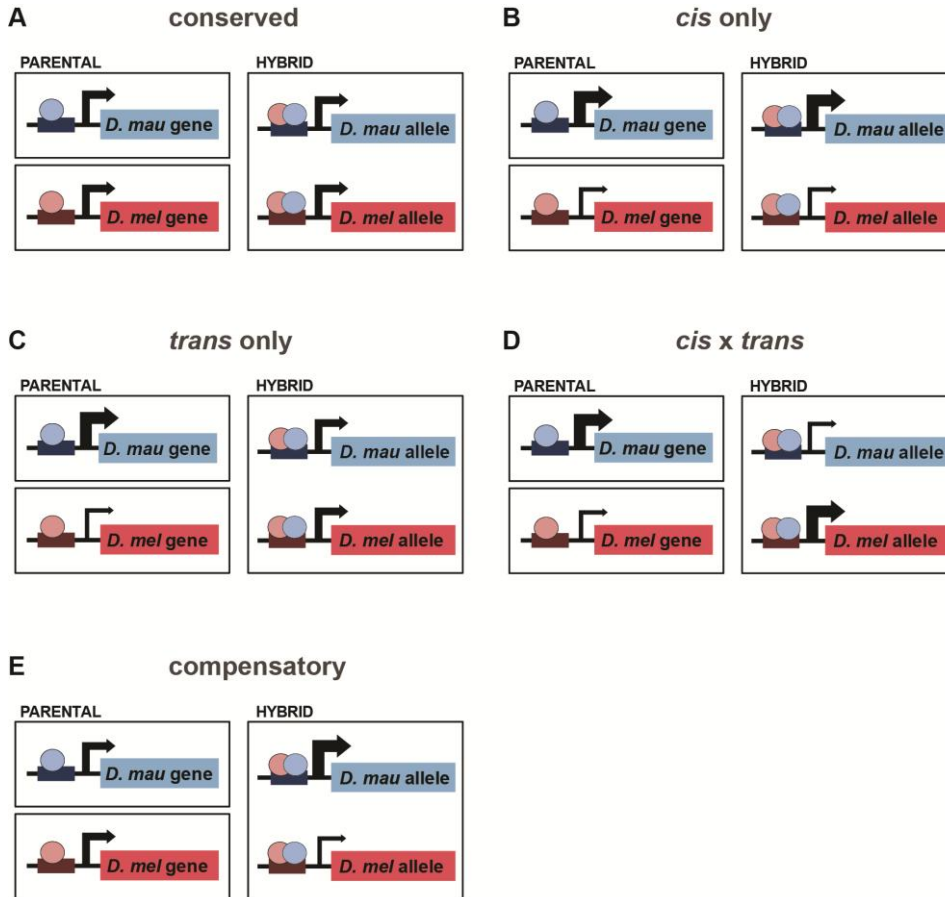 A conserved
PARENTAL
D. mau gene
D. mel gene
HYBRID
D. mau allele
D. mel allele
B cis only
PARENTAL
D. mau gene
D. mel gene
HYBRID
D. mau allele
D. mel allele
C trans only
PARENTAL
D. mau gene
D. mel gene
HYBRID
D. mau allele
D. mel allele
D cis x trans
PARENTAL
D. mau gene
D. mel gene
HYBRID
D. mau allele
D. mel allele
E compensatory
PARENTAL
D. mau gene
D. mel gene
HYBRID
D. mau allele
D. mel allele